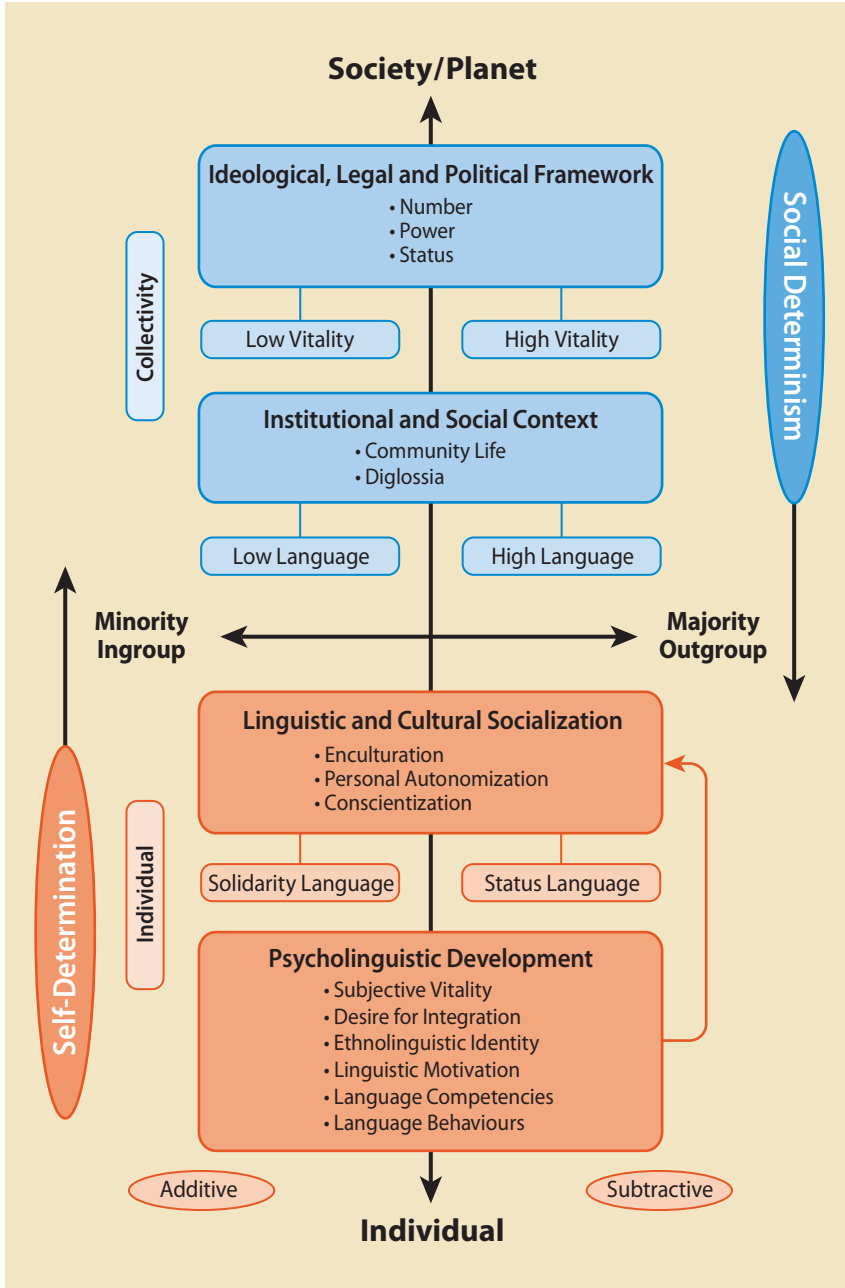 Society/Planet
Ideological, Legal and Political Framework
• Number
• Power
• Status
Social Determinism
Collectivity
Low Vitality
High Vitality
Institutional and Social Context
• Community Life
• Diglossia
Low Language
High Language
Minority
Ingroup
Majority
Outgroup
Linguistic and Cultural Socialization
• Enculturation
• Personal Autonomization
• Conscientization
Self-Determination
Individual
Solidarity Language
Status Language
Psycholinguistic Development
• Subjective Vitality
• Desire for Integration
• Ethnolinguistic Identity
• Linguistic Motivation
• Language Competencies
• Language Behaviours
Additive
Subtractive
Individual